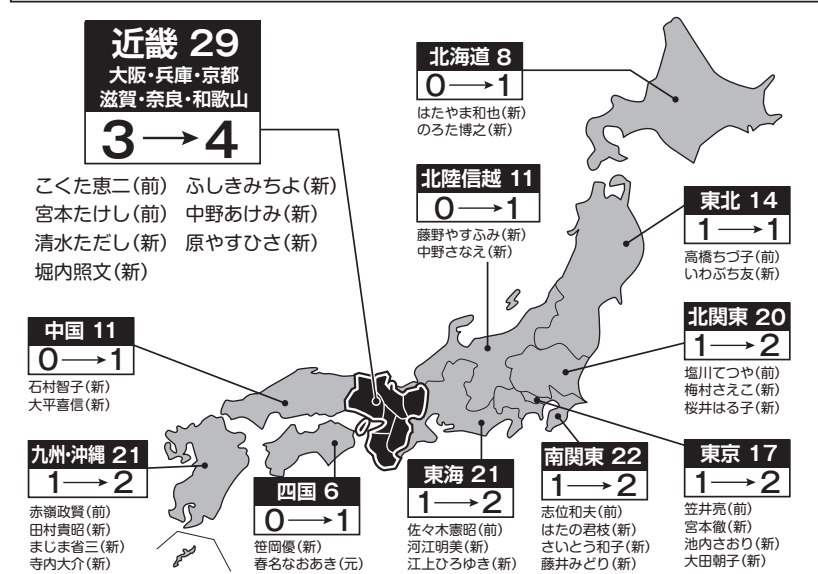 近畿 29
大阪・兵庫・京都
滋賀・奈良・和歌山
3→4
こくた恵二(前) ふしきみちよ(新)
宮本たけし(前) 中野あけみ(新)
清水ただし(新) 原やすひさ(新)
堀内照文(新)
北海道 8
0→1
はたやま和也(新)
のろた博之(新)
北陸信越 11
0→1
藤野やすふみ(新)
中野さなえ(新)
東北 14
1→1
高橋ちづ子(前)
いわぶち友(新)
北関東 20
1→2
塩川てつや(前)
梅村さえこ(新)
桜井はる子(新)
中国 11
0→1
石村智子(新)
大平喜信(新)
九州・沖縄 21
1→2
赤嶺政賢(前)
田村貴昭(新)
まじま省三(新)
寺内大介(新)
四国 6
0→1
笹岡優(新)
春名なおあき(元)
東海 21
1→2
佐々木憲昭(前)
河江明美(新)
江上ひろゆき(新)
南関東 22
1→2
志位和夫(前)
はたの君枝(新)
さいとう和子(新)
藤井みどり(新)
東京 17
1→2
笠井亮(前)
宮本徹(新)
池内さおり(新)
大田朝子(新)